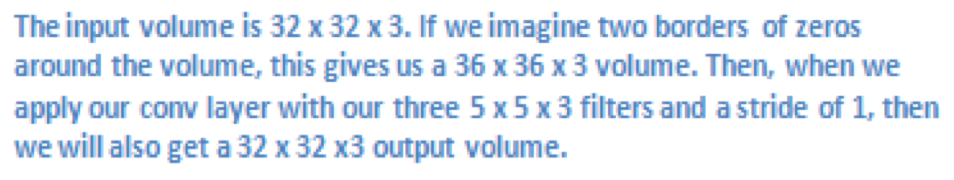 The input volume is 32 x 32 x 3. If we imagine two borders of zeros
around the volume, this gives us a 36 x 36 x 3 volume. Then, when we
apply our conv layer with our three 5 x 5 x 3 filters and a stride of 1, then
we will also get a 32 x 32 x3 output volume.